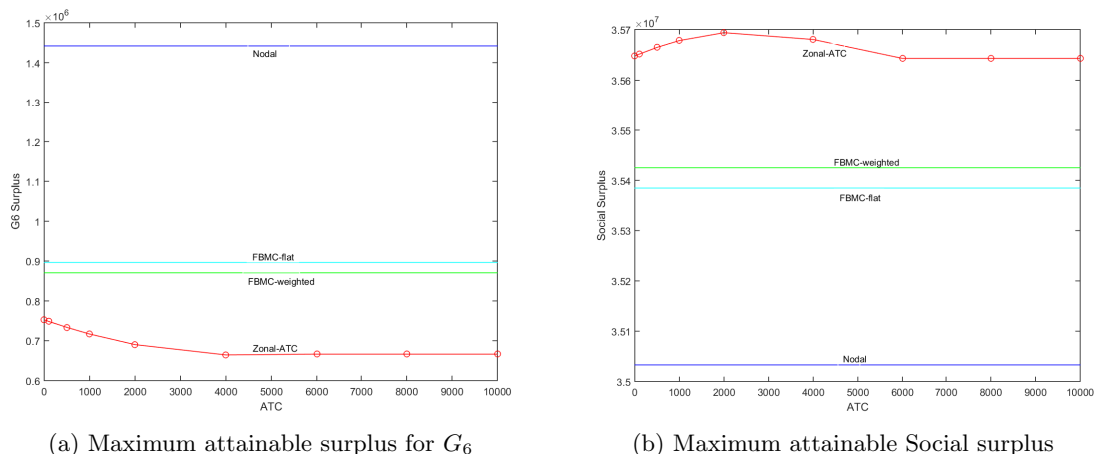 ×10⁶
1.5
1.4
1.3
1.2
1.1
1
0.9
0.8
0.7
0.6
G6 Surplus
Nodal
FBMC-flat
FBMC-weighted
Zonal-ATC
0 1000 2000 3000 4000 5000 6000 7000 8000 9000 10000
ATC
(a) Maximum attainable surplus for G₆
×10⁷
3.57
3.56
3.55
3.54
3.53
3.52
3.51
3.5
Social Surplus
Zonal-ATC
FBMC-weighted
FBMC-flat
Nodal
0 1000 2000 3000 4000 5000 6000 7000 8000 9000 10000
ATC
(b) Maximum attainable Social surplus